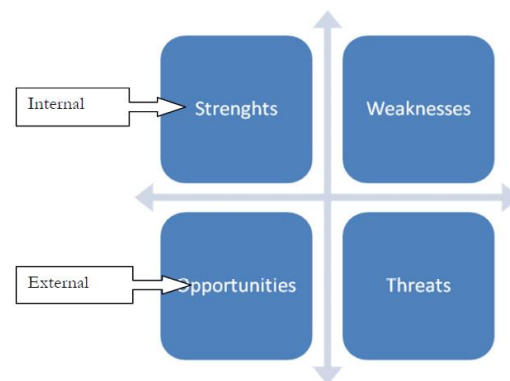 Internal
Strenghts
Weaknesses
External
Opportunities
Threats